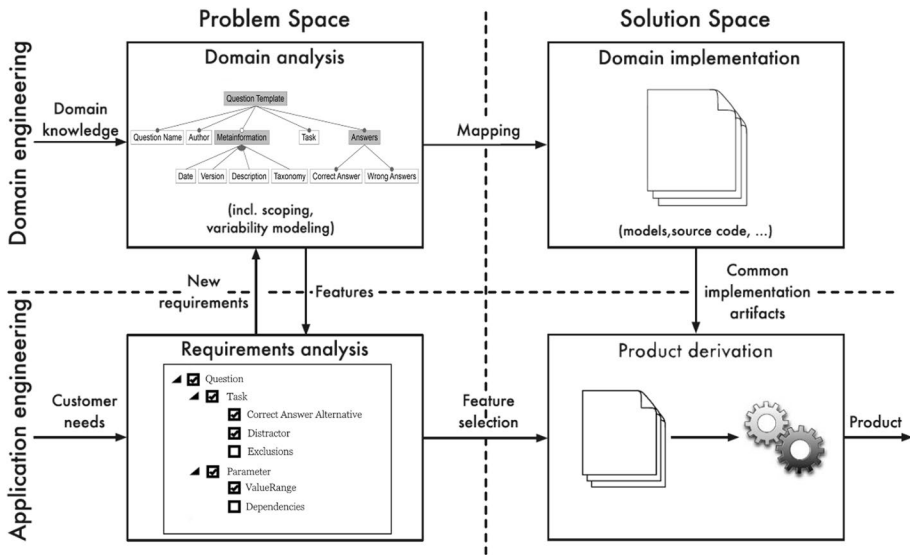 Problem Space
Solution Space
Domain engineering
Domain
knowledge
Domain analysis
Question Template
Question Name
Author
Metainformation
Task
Answers
Date
Version
Description
Taxonomy
Correct Answer
Wrong Answers
(incl. scoping,
variability modeling)
Mapping
Domain implementation
(models,source code, ...)
New
requirements
Features
Common
implementation
artifacts
Application engineering
Customer
needs
Requirements analysis
Question
Task
Correct Answer Alternative
Distractor
Exclusions
Parameter
ValueRange
Dependencies
Feature
selection
Product derivation
Product